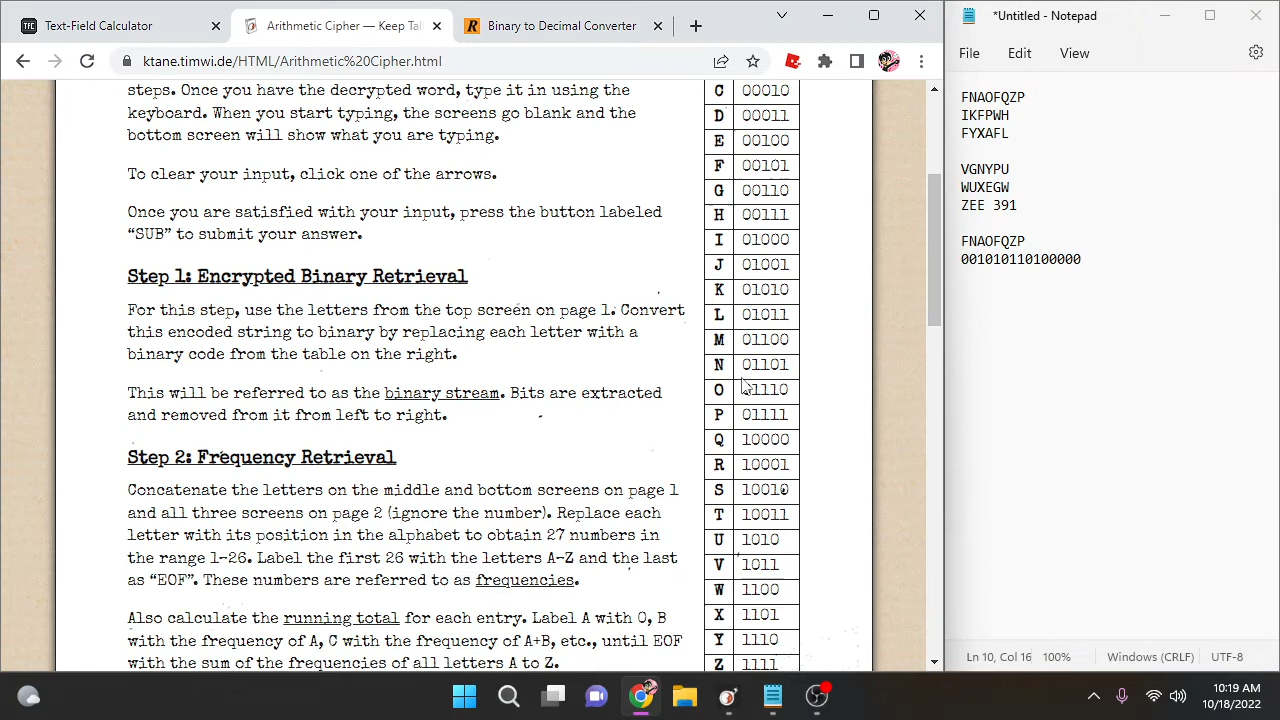 Text-Field Calculator
Arithmetic Cipher — Keep Tal
Binary to Decimal Converter
ktane.timwi.de/HTML/Arithmetic%20Cipher.html
steps. Once you have the decrypted word, type it in using the
keyboard. When you start typing, the screens go blank and the
bottom screen will show what you are typing.
To clear your input, click one of the arrows.
Once you are satisfied with your input, press the button labeled
“SUB” to submit your answer.
Step 1: Encrypted Binary Retrieval
For this step, use the letters from the top screen on page 1. Convert
this encoded string to binary by replacing each letter with a
binary code from the table on the right.
This will be referred to as the binary stream. Bits are extracted
and removed from it from left to right.
Step 2: Frequency Retrieval
Concatenate the letters on the middle and bottom screens on page 1
and all three screens on page 2 (ignore the number). Replace each
letter with its position in the alphabet to obtain 27 numbers in
the range 1–26. Label the first 26 with the letters A–Z and the last
as “EOF”. These numbers are referred to as frequencies.
Also calculate the running total for each entry. Label A with 0, B
with the frequency of A, C with the frequency of A+B, etc., until EOF
with the sum of the frequencies of all letters A to Z.
C 00010
D 00011
E 00100
F 00101
G 00110
H 00111
I 01000
J 01001
K 01010
L 01011
M 01100
N 01101
O 01110
P 01111
Q 10000
R 10001
S 10010
T 10011
U 1010
V 1011
W 1100
X 1101
Y 1110
Z 1111
*Untitled - Notepad
File Edit View
FNAOFQZP
IKFPWH
FYXAFL
VGNYPU
WUXEGW
ZEE 391
FNAOFQZP
001010110100000
Ln 10, Col 16 100% Windows (CRLF) UTF-8
10:19 AM
10/18/2022